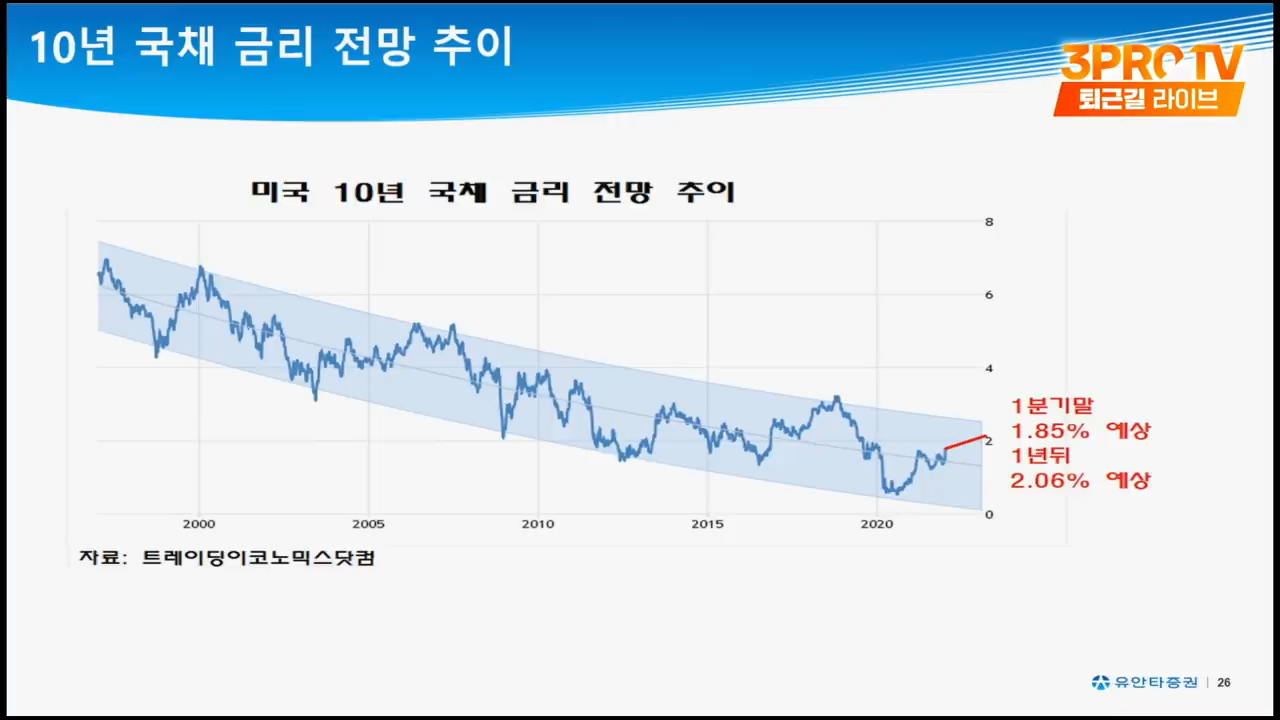 10년 국채 금리 전망 추이
3PRO TV
퇴근길 라이브
미국 10년 국채 금리 전망 추이
8
6
4
2
0
1분기말
1.85% 예상
1년뒤
2.06% 예상
2000 2005 2010 2015 2020
자료: 트레이딩이코노믹스닷컴
유안타증권 | 26